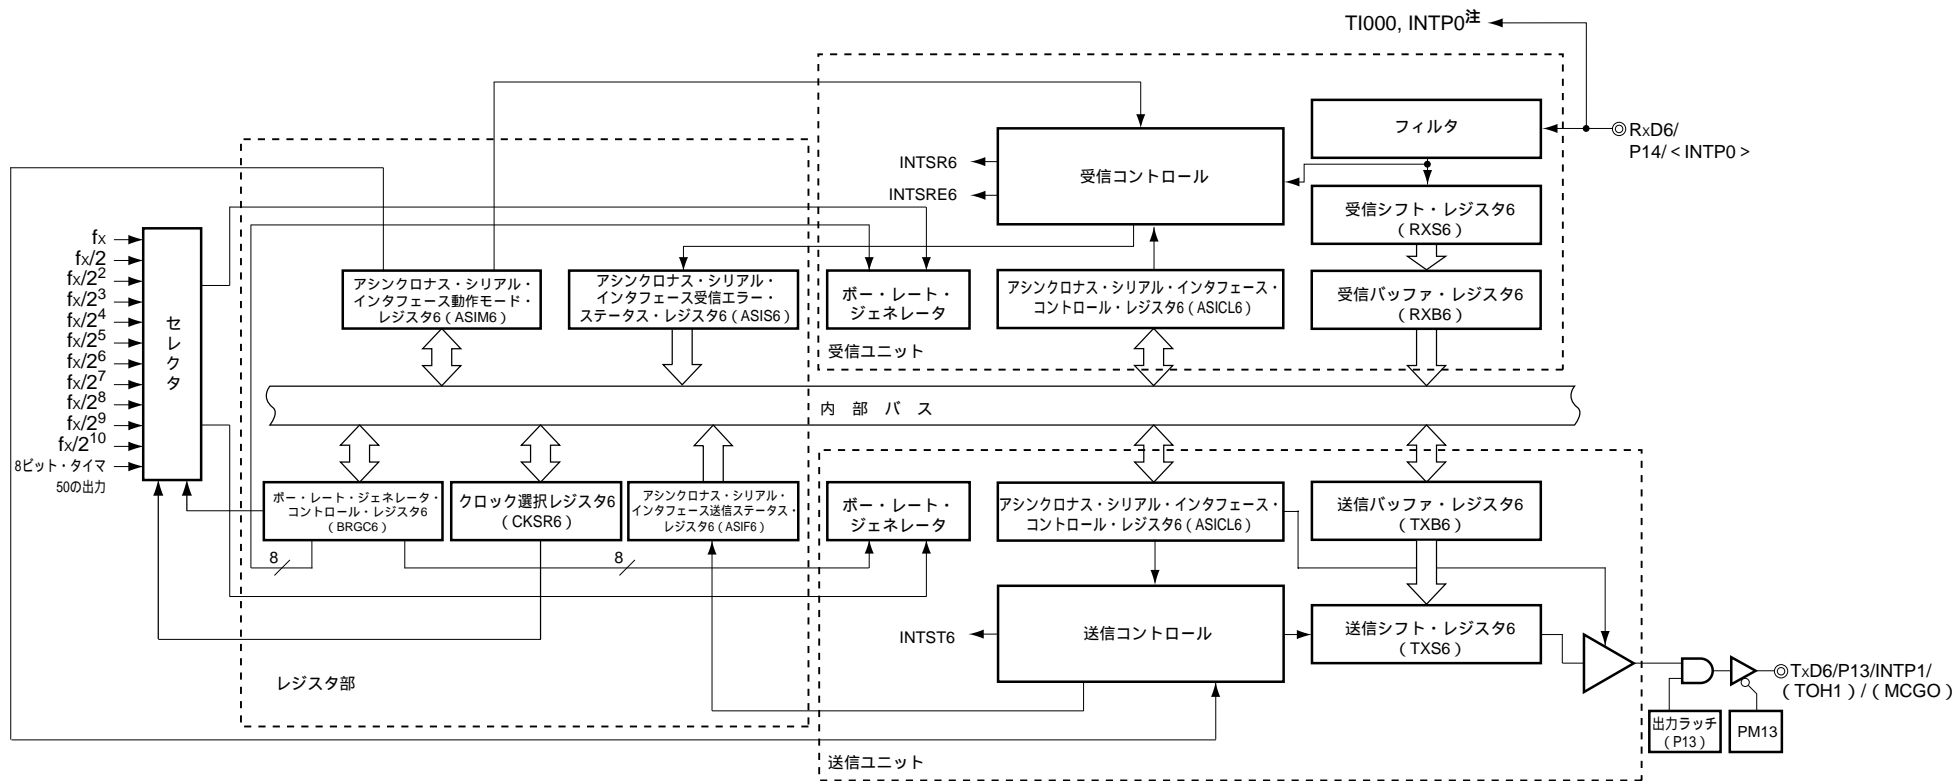 TI000, INTP0注
RxD6/
P14/＜INTP0＞
フィルタ
受信コントロール
INTSR6
INTSRE6
受信シフト・レジスタ6
(RXS6)
fx
fx/2
fx/2²
fx/2³
fx/2⁴
fx/2⁵
fx/2⁶
fx/2⁷
fx/2⁸
fx/2⁹
fx/2¹⁰
8ビット・タイマ
50の出力
セレクタ
アシンクロナス・シリアル・
インタフェース動作モード・
レジスタ6(ASIM6)
アシンクロナス・シリアル・
インタフェース受信エラー・
ステータス・レジスタ6(ASIS6)
ボー・レート・
ジェネレータ
アシンクロナス・シリアル・インタフェース・
コントロール・レジスタ6(ASICL6)
受信バッファ・レジスタ6
(RXB6)
受信ユニット
内 部 バ ス
ボー・レート・ジェネレータ・
コントロール・レジスタ6
(BRGC6)
クロック選択レジスタ6
(CKSR6)
アシンクロナス・シリアル・
インタフェース送信ステータス・
レジスタ6(ASIF6)
ボー・レート・
ジェネレータ
アシンクロナス・シリアル・インタフェース・
コントロール・レジスタ6(ASICL6)
送信バッファ・レジスタ6
(TXB6)
8
8
INTST6
送信コントロール
送信シフト・レジスタ6
(TXS6)
TxD6/P13/INTP1/
(TOH1)/(MCGO)
レジスタ部
出力ラッチ
(P13)
PM13
送信ユニット